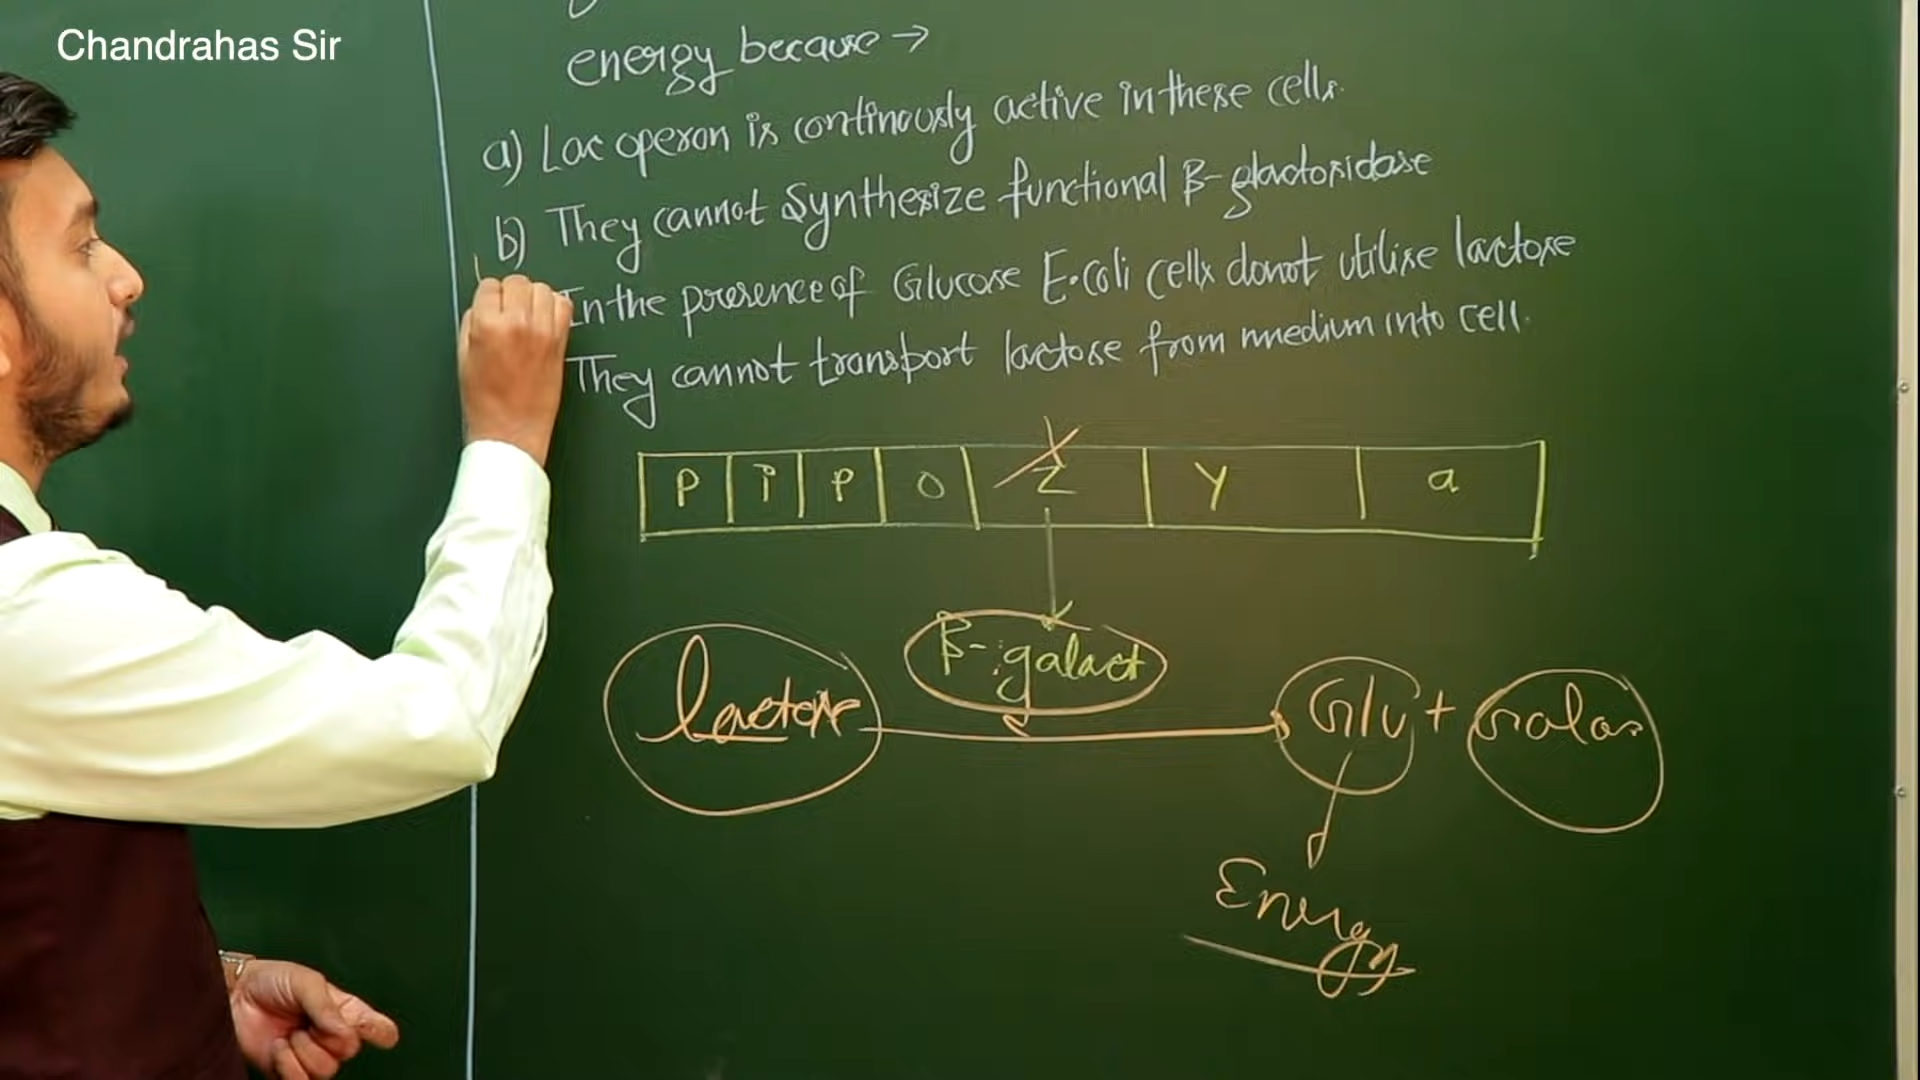 Chandrahas Sir
energy because →
a) Lac operon is continously active in these cells.
b) They cannot Synthesize functional β-glactosidase
In the presence of Glucose E.coli cells donot utilise lactose
They cannot transport lactose from medium into cell.
P i P O Z Y a
β-galact
lactose Glu + Galac
Energy